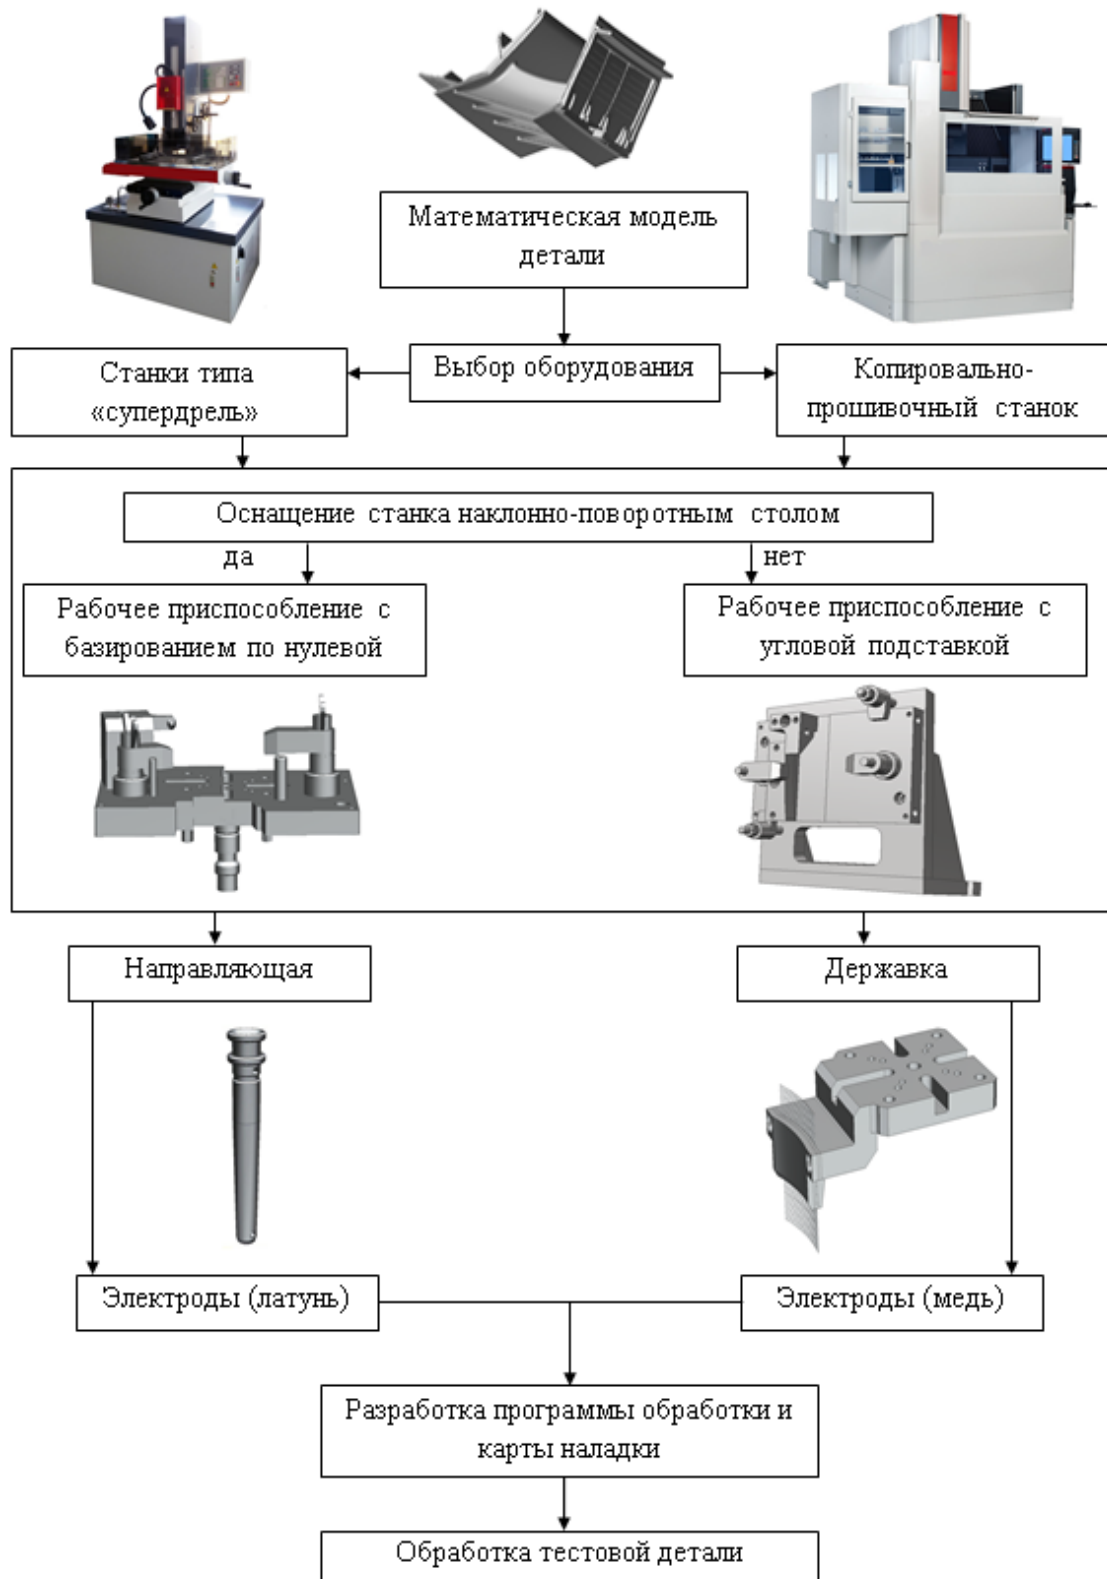 Математическая модель
детали
Выбор оборудования
Станки типа
«супердрель»
Копировально-
прошивочный станок
Оснащение станка наклонно-поворотным столом
да
нет
Рабочее приспособление с
базированием по нулевой
Рабочее приспособление с
угловой подставкой
Направляющая
Державка
Электроды (латунь)
Электроды (медь)
Разработка программы обработки и
карты наладки
Обработка тестовой детали